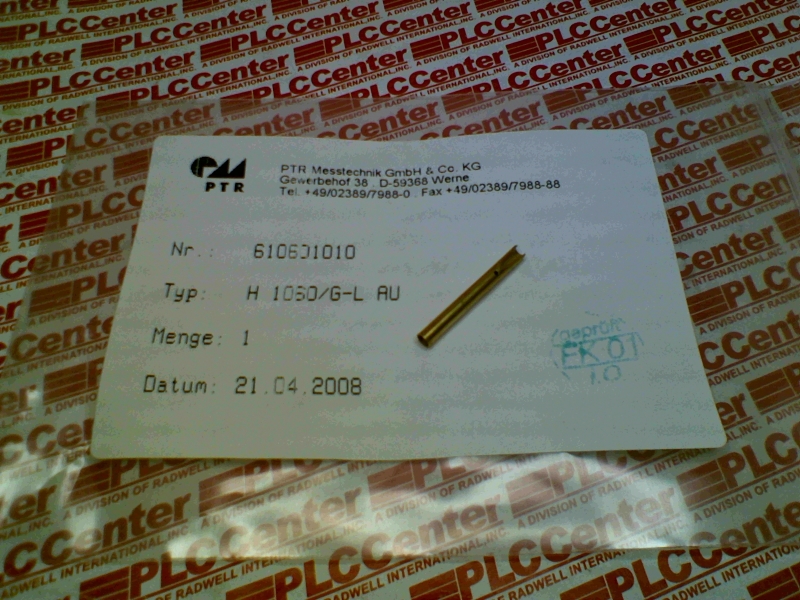 PTR
PTR Messtechnik GmbH & Co. KG
Gewerbehof 38 . D-59368 Werne
Tel. +49/02389/7988-0 . Fax +49/02389/7988-88
Nr.: 610601010
Typ: H 1060/G-L AU
Menge: 1
Datum: 21.04.2008
geprüft
FK 01
PLCCenter
A DIVISION OF RADWELL INTERNATIONAL, INC.